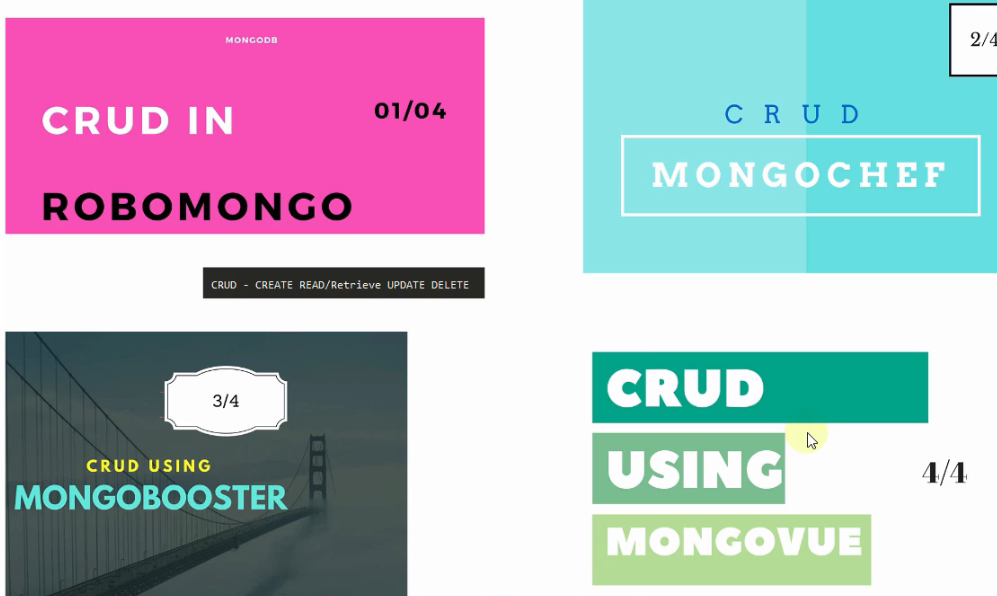 MONGODB
CRUD IN
01/04
ROBOMONGO
2/4
CRUD
MONGOCHEF
CRUD - CREATE READ/Retrieve UPDATE DELETE
3/4
CRUD USING
MONGOBOOSTER
CRUD
USING
4/4
MONGOVUE